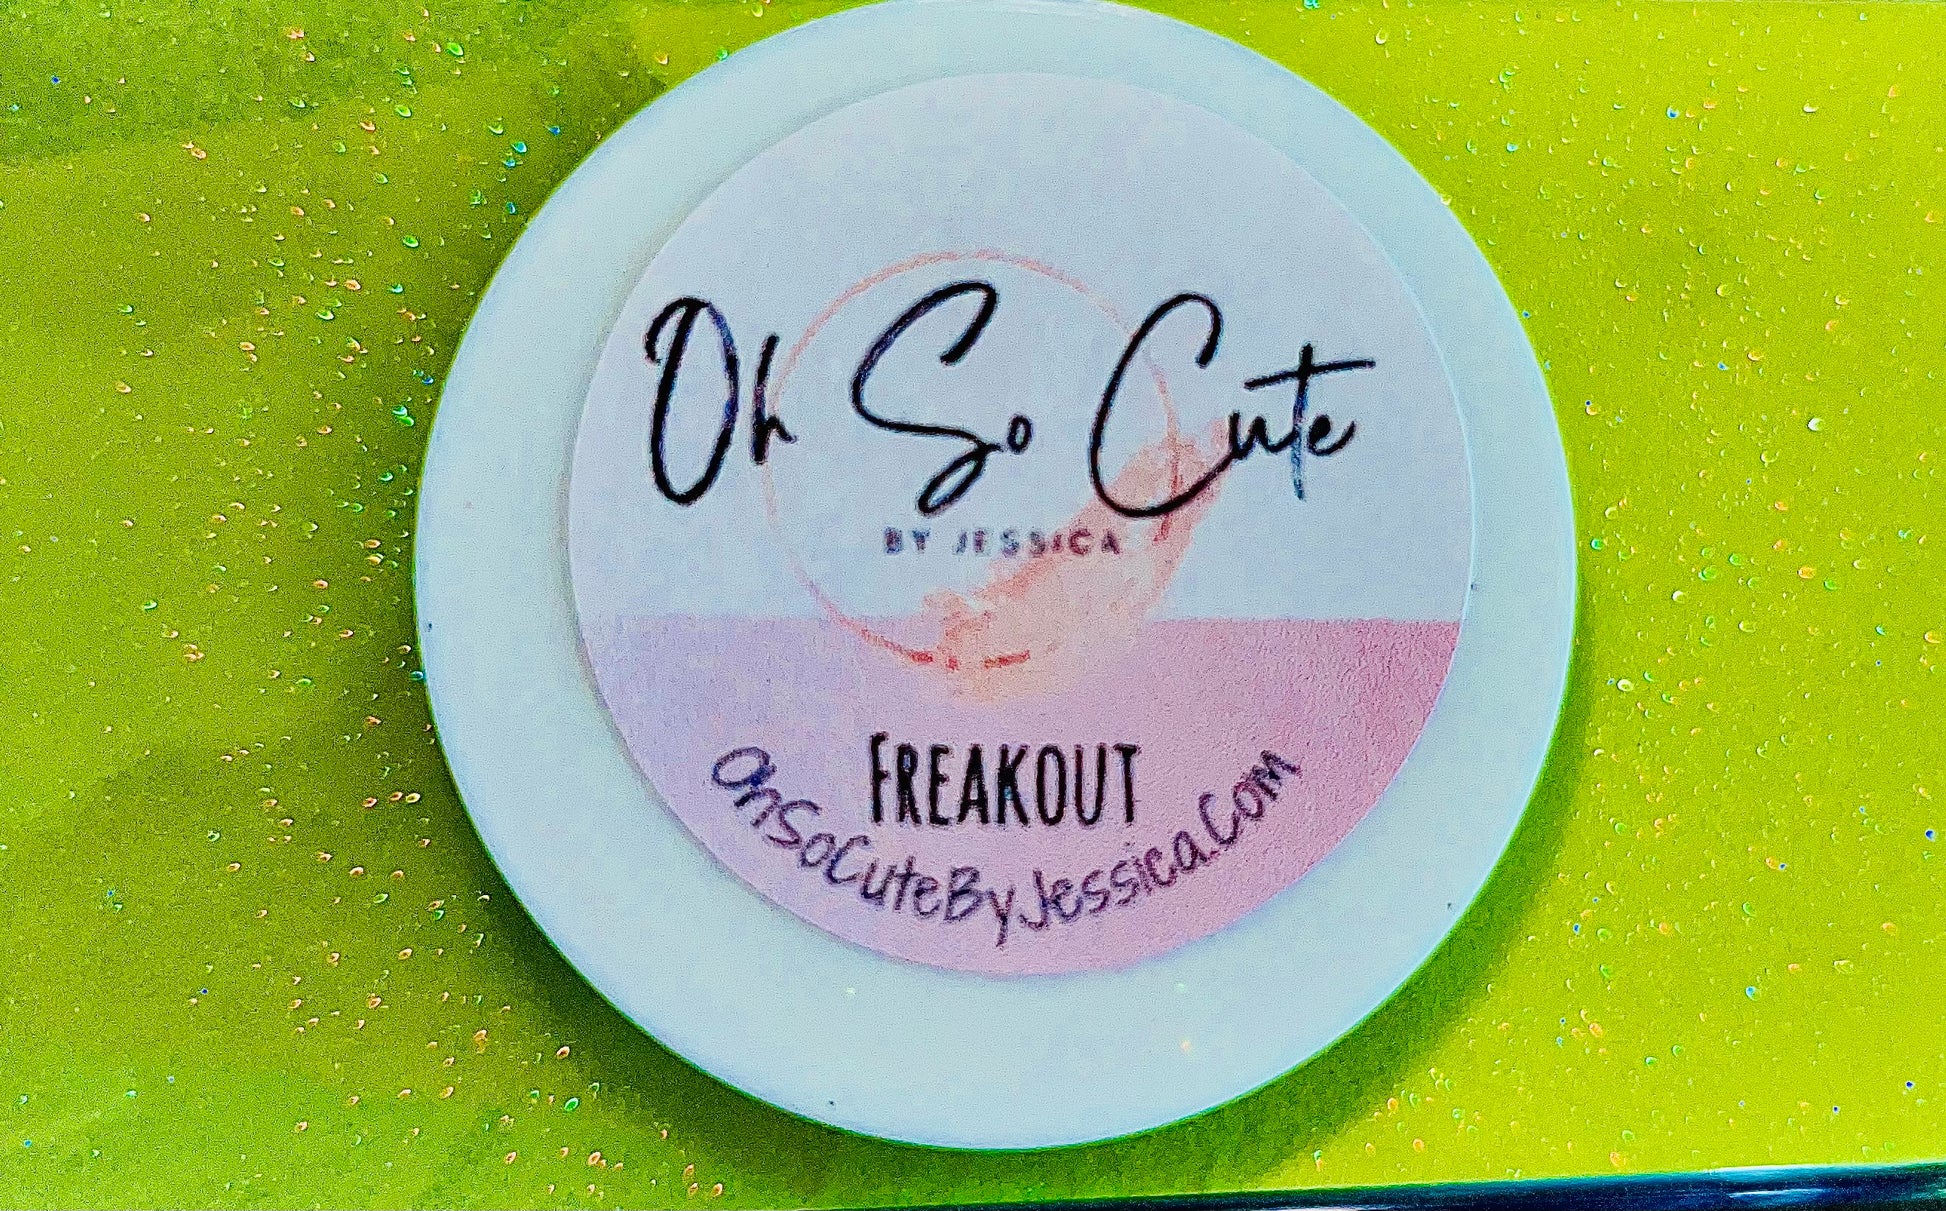 Oh So Cute
BY JESSICA
FREAKOUT
OhSoCuteByJessica.Com